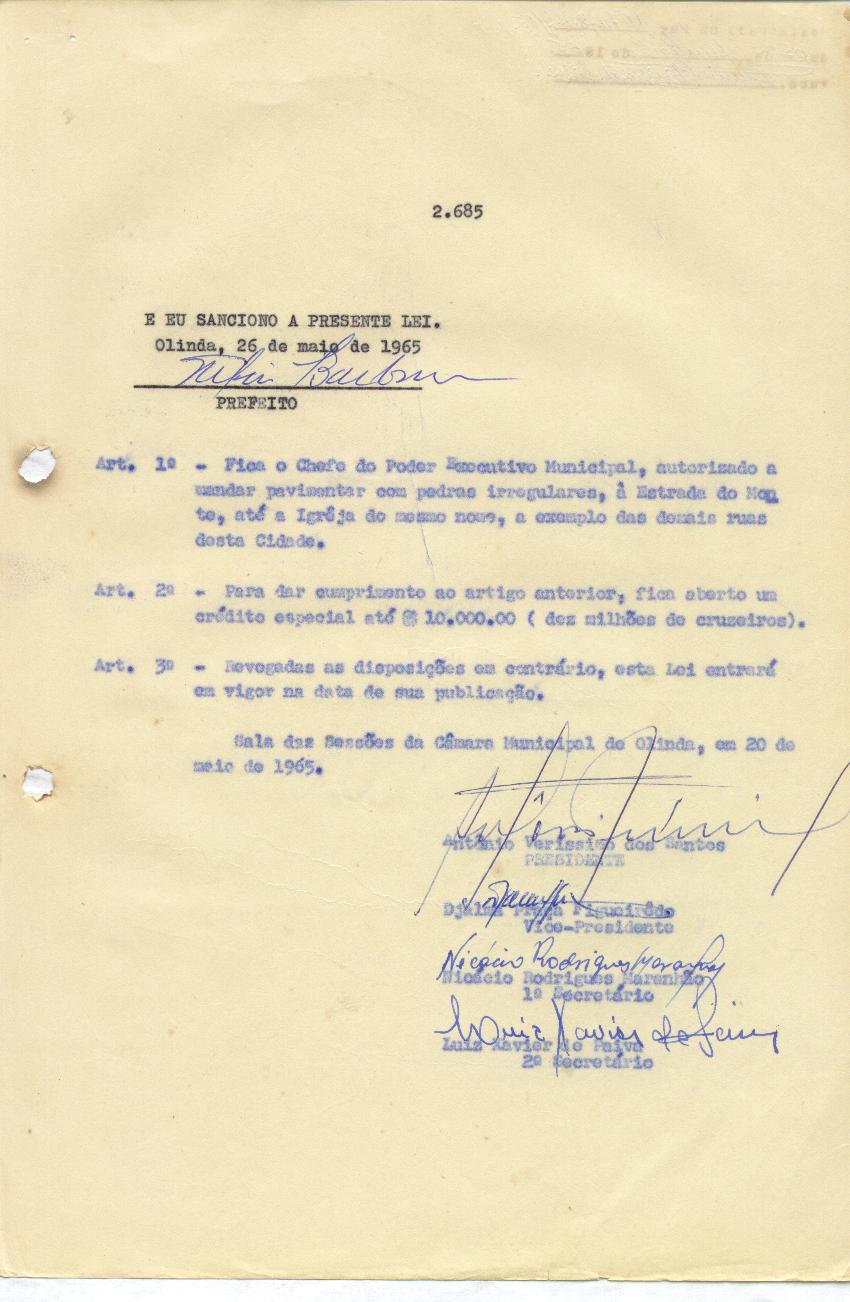 2.685
E EU SANCIONO A PRESENTE LEI.
Olinda, 26 de maio de 1965
Barbosa
PREFEITO
Art. 1º - Fica o Chefe do Poder Executivo Municipal, autorizado a
mandar pavimentar com pedras irregulares, à Estrada do Mon
te, até a Igrêja do mesmo nome, a exemplo das demais ruas
desta Cidade.
Art. 2º - Para dar cumprimento ao artigo anterior, fica aberto um
crédito especial até 10.000.00 ( dez milhões de cruzeiros).
Art. 3º - Revogadas as disposições em contrário, esta Lei entrará
em vigor na data de sua publicação.
Sala das Sessões da Câmara Municipal de Olinda, em 20 de
maio de 1965.
Antônio Veríssimo dos Santos
PRESIDENTE
Djalma Praça Figueirêdo
Vice-Presidente
Nicácio Rodrigues Maranhão
Nicácio Rodrigues Maranhão
1º Secretário
Luiz Xavier de Paiva
Luiz Xavier de Paiva
2º Secretário